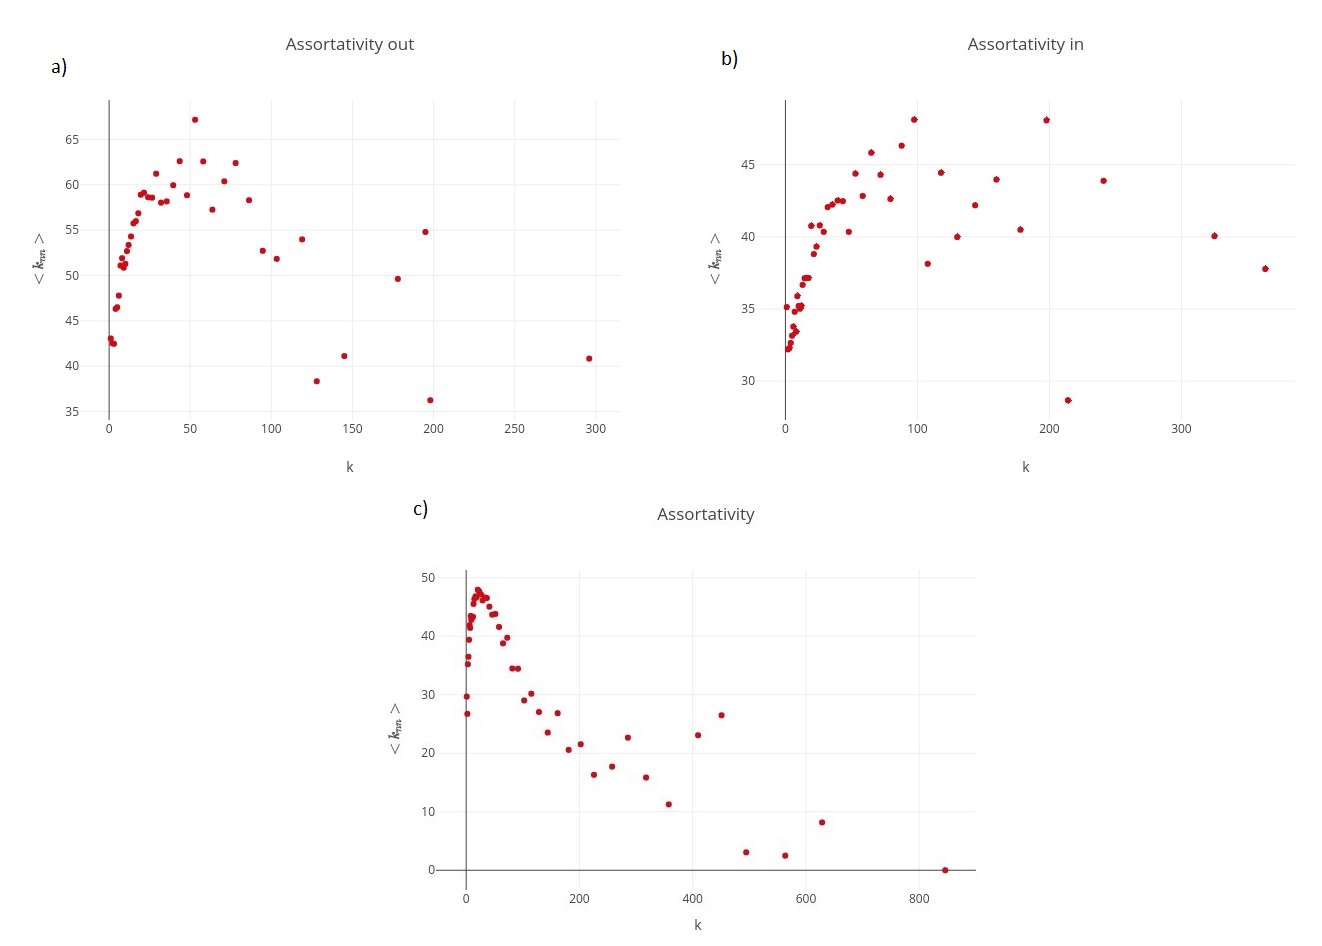 Assortativity out
a)
65
60
55
50
45
40
35
< k_nn >
0 50 100 150 200 250 300
k
Assortativity in
b)
45
40
35
30
< k_nn >
0 100 200 300
k
c)
Assortativity
50
40
30
20
10
0
< k_nn >
0 200 400 600 800
k